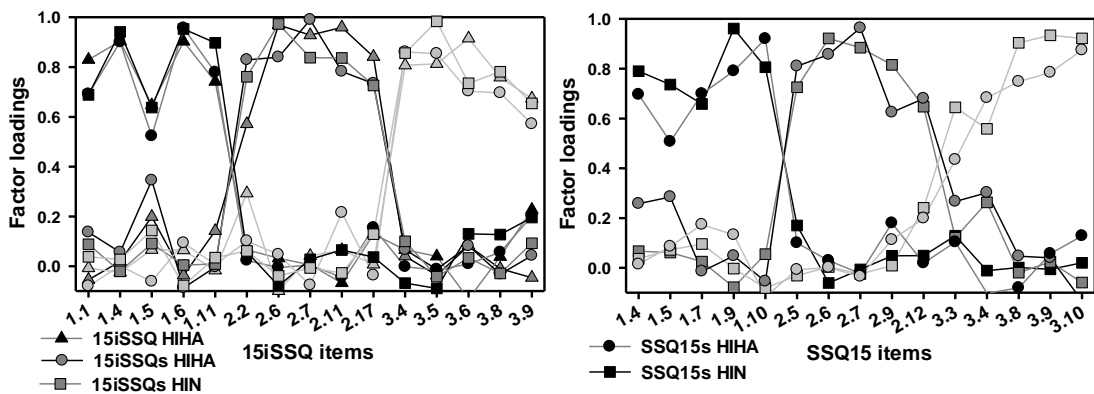 1.0
0.8
0.6
0.4
0.2
0.0
Factor loadings
1.1 1.4 1.5 1.6 1.11 2.2 2.6 2.7 2.11 2.17 3.4 3.5 3.6 3.8 3.9
15iSSQ items
15iSSQ HIHA
15iSSQs HIHA
15iSSQs HIN
1.0
0.8
0.6
0.4
0.2
0.0
Factor loadings
1.4 1.5 1.7 1.9 1.10 2.5 2.6 2.7 2.9 2.12 3.3 3.4 3.8 3.9 3.10
SSQ15 items
SSQ15s HIHA
SSQ15s HIN